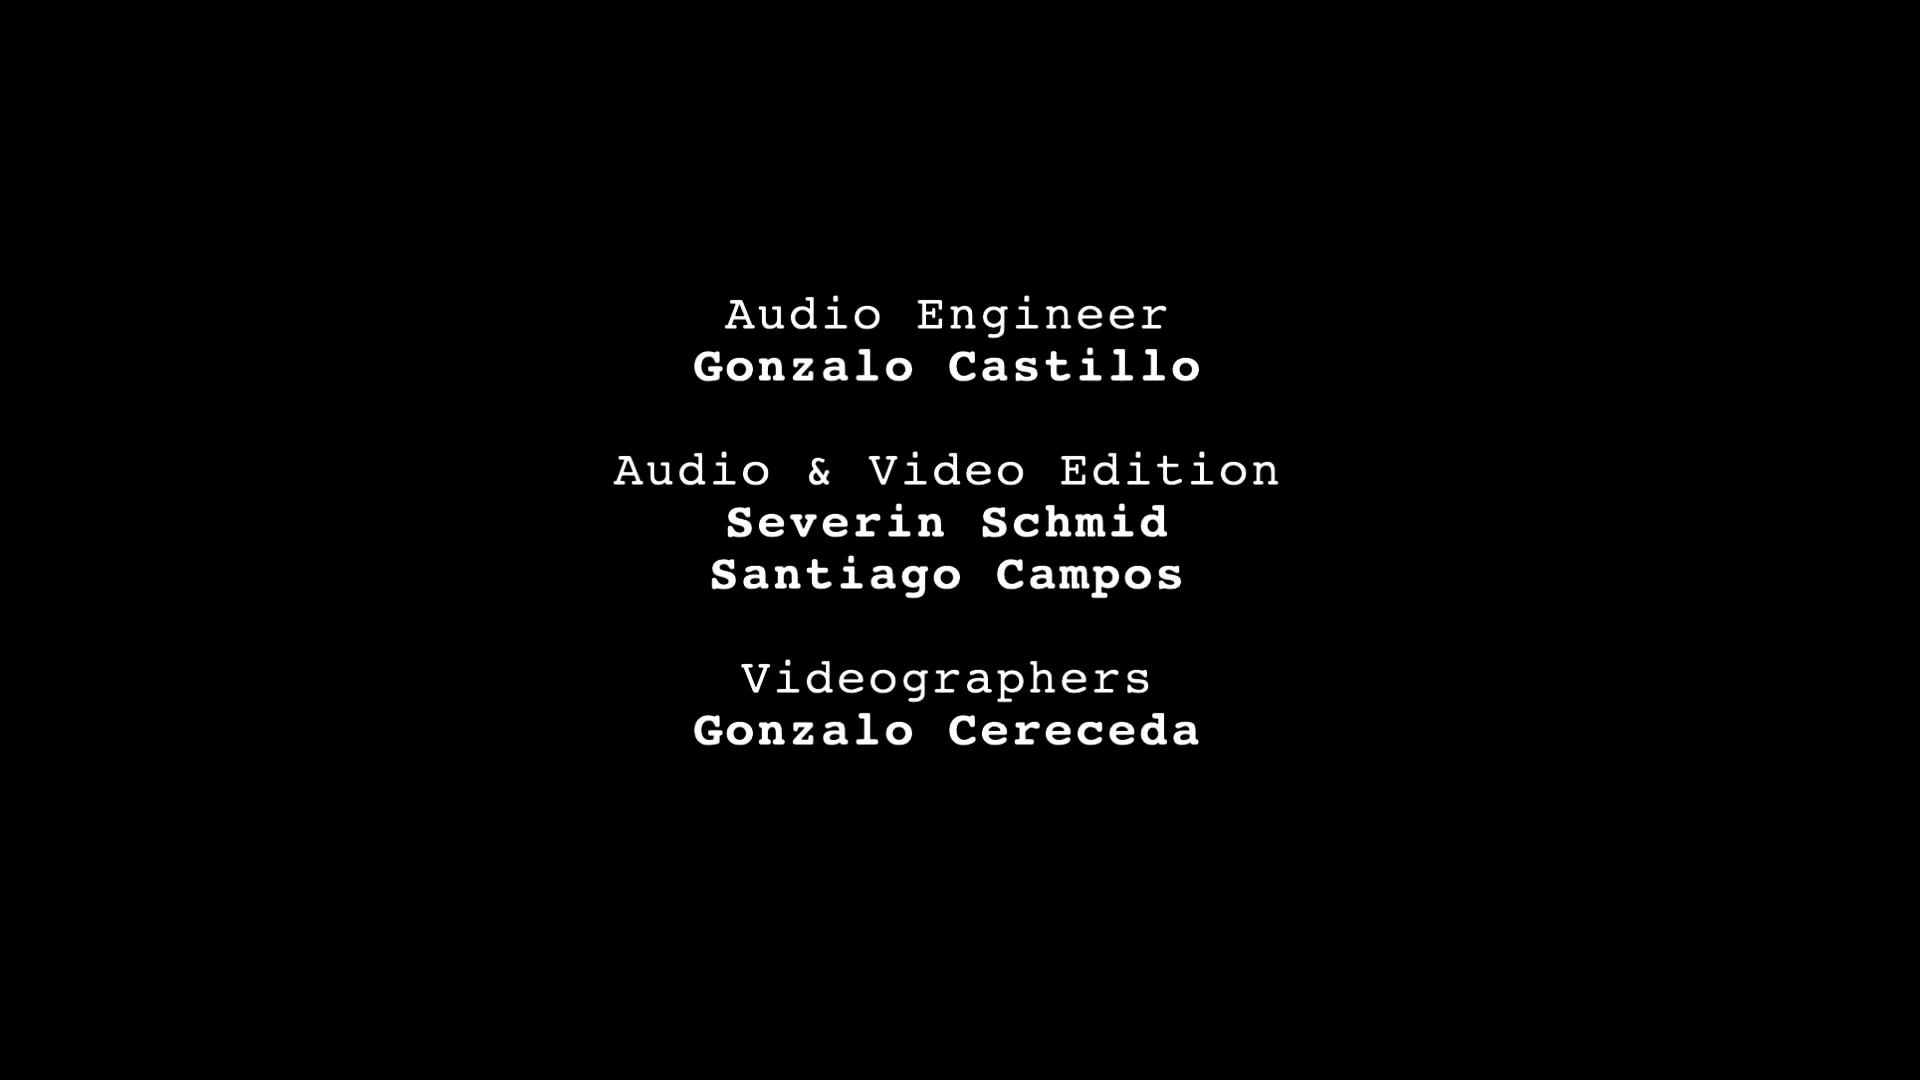 Audio Engineer
Gonzalo Castillo
Audio & Video Edition
Severin Schmid
Santiago Campos
Videographers
Gonzalo Cereceda